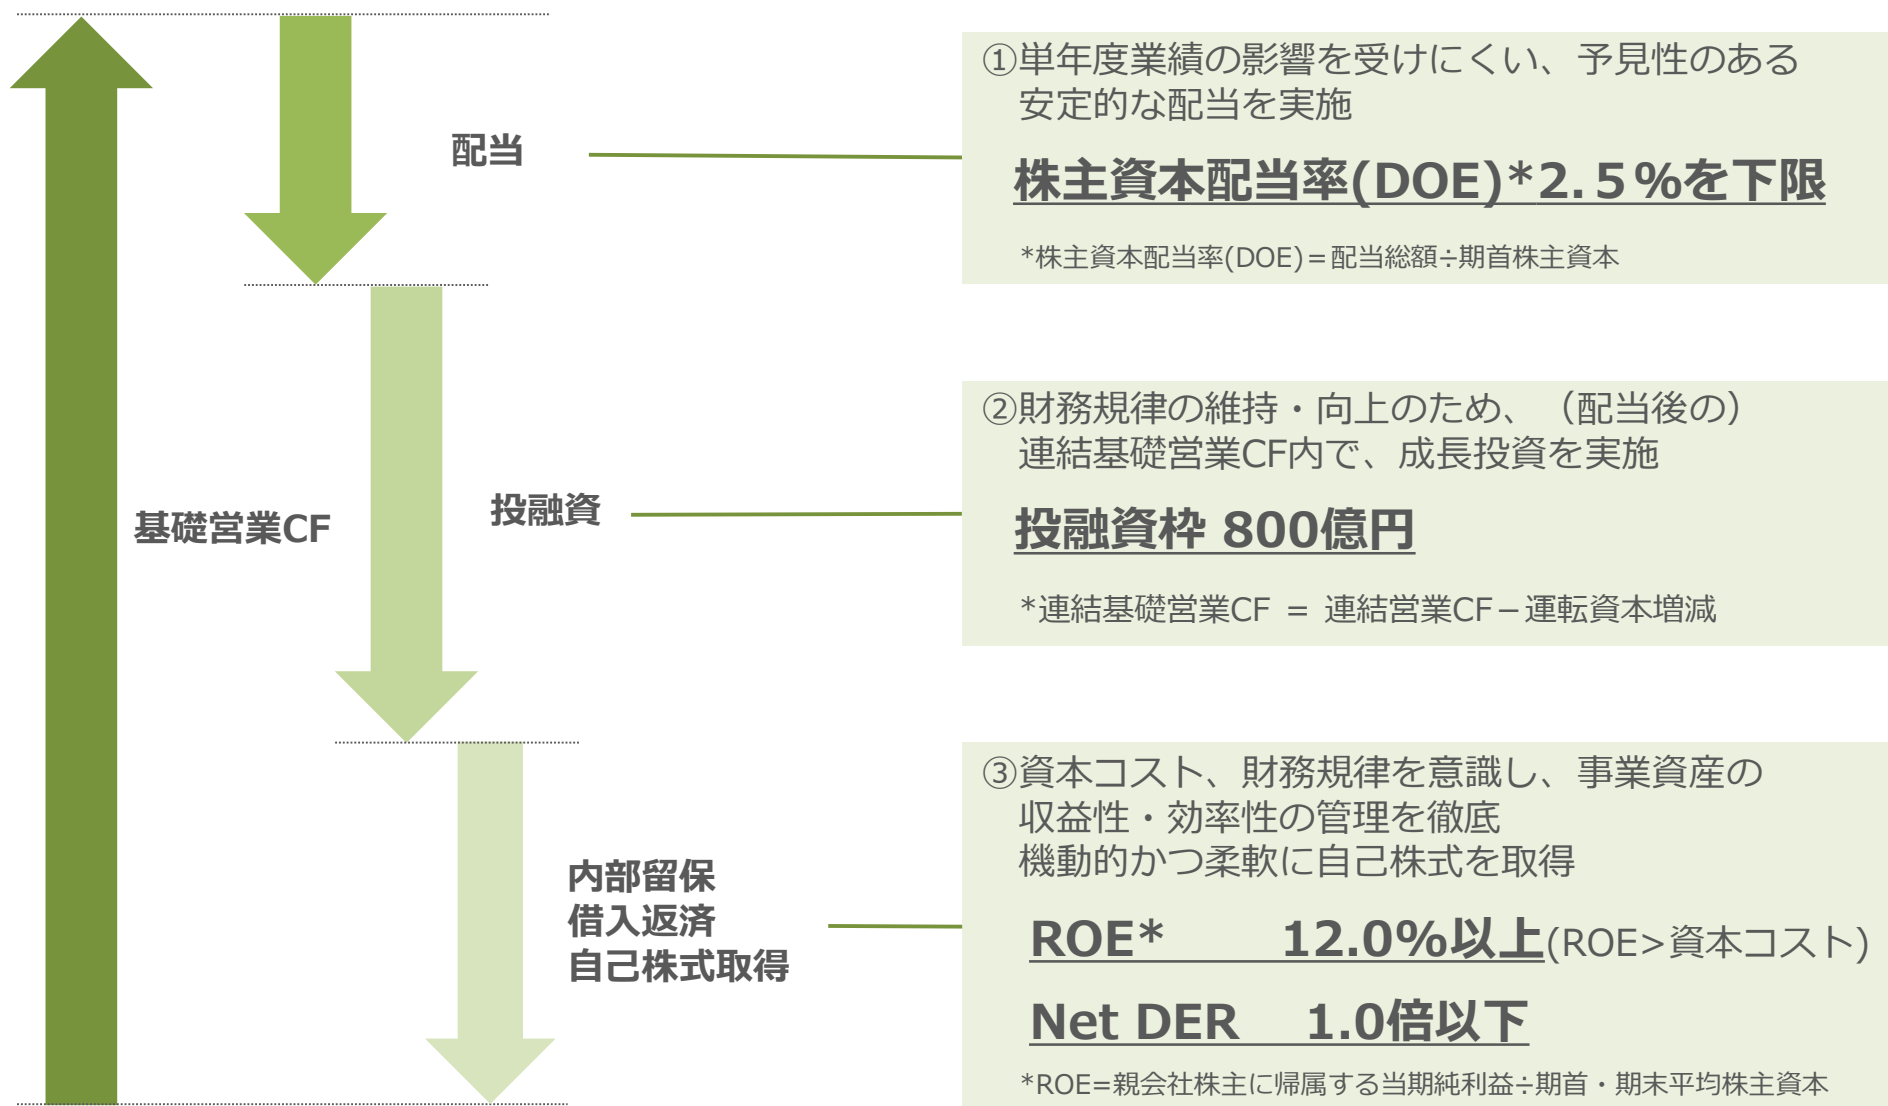 基礎営業CF
配当
①単年度業績の影響を受けにくい、予見性のある
安定的な配当を実施
株主資本配当率(DOE)*2.５%を下限
*株主資本配当率(DOE)＝配当総額÷期首株主資本
投融資
②財務規律の維持・向上のため、（配当後の）
連結基礎営業CF内で、成長投資を実施
投融資枠 800億円
*連結基礎営業CF ＝ 連結営業CF－運転資本増減
内部留保
借入返済
自己株式取得
③資本コスト、財務規律を意識し、事業資産の
収益性・効率性の管理を徹底
機動的かつ柔軟に自己株式を取得
ROE* 12.0%以上(ROE>資本コスト)
Net DER 1.0倍以下
*ROE=親会社株主に帰属する当期純利益÷期首・期末平均株主資本